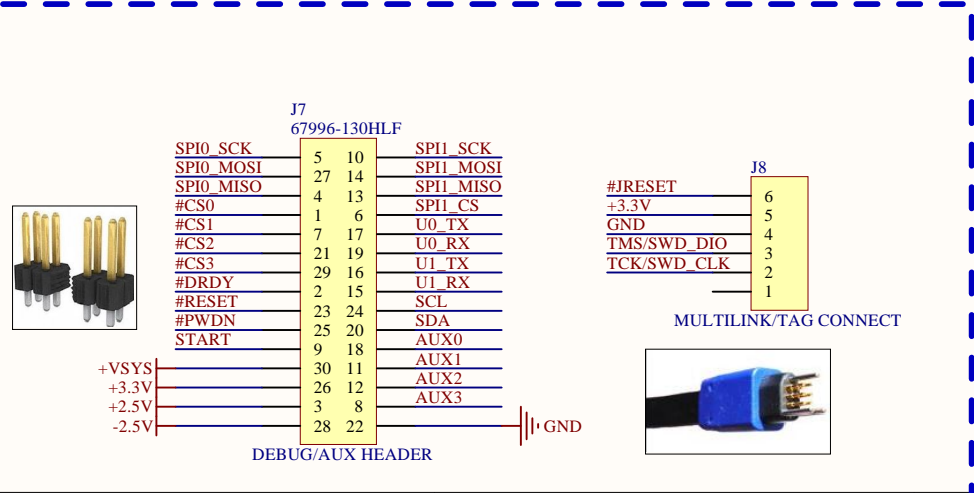 J7
67996-130HLF
SPI0_SCK 5 10 SPI1_SCK
SPI0_MOSI 27 14 SPI1_MOSI
SPI0_MISO 4 13 SPI1_MISO
#CS0 1 6 SPI1_CS
#CS1 7 17 U0_TX
#CS2 21 19 U0_RX
#CS3 29 16 U1_TX
#DRDY 2 15 U1_RX
#RESET 23 24 SCL
#PWDN 25 20 SDA
START 9 18 AUX0
+VSYS 30 11 AUX1
+3.3V 26 12 AUX2
+2.5V 3 8 AUX3
-2.5V 28 22 GND
DEBUG/AUX HEADER
J8
#JRESET 6
+3.3V 5
GND 4
TMS/SWD_DIO 3
TCK/SWD_CLK 2
1
MULTILINK/TAG CONNECT